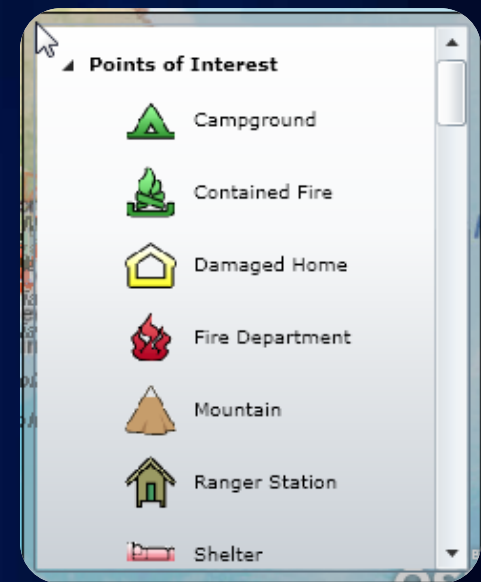 Points of Interest
Campground
Contained Fire
Damaged Home
Fire Department
Mountain
Ranger Station
Shelter